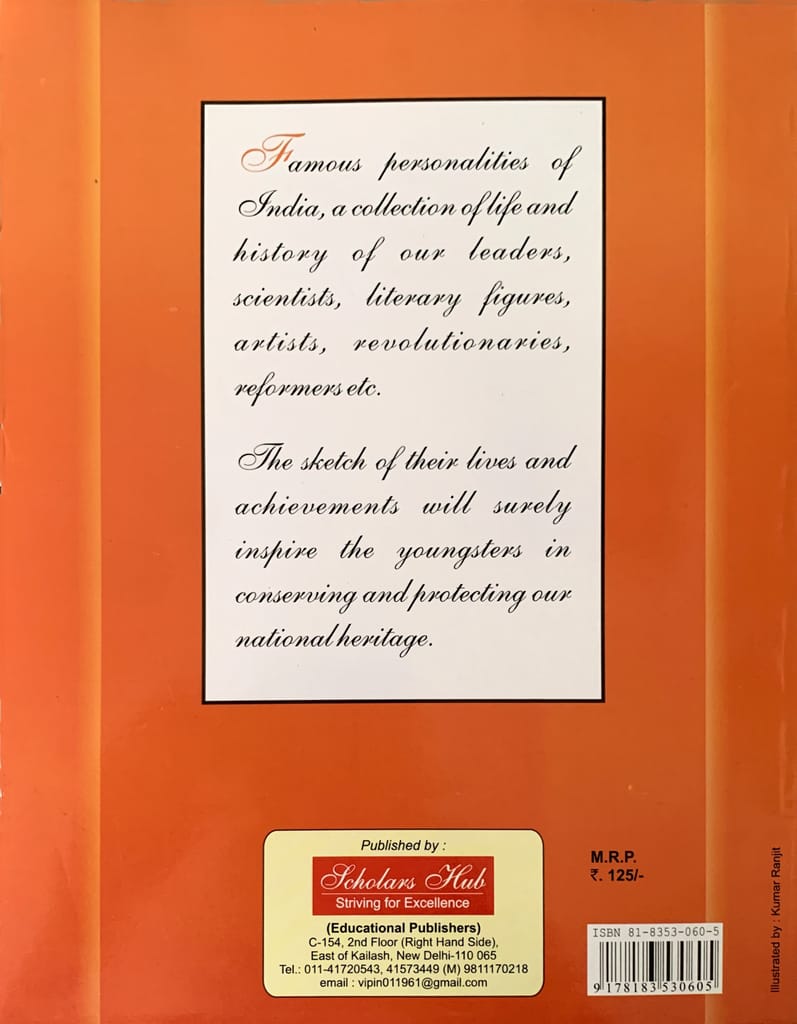 Famous personalities of
India, a collection of life and
history of our leaders,
scientists, literary figures,
artists, revolutionaries,
reformers etc.
The sketch of their lives and
achievements will surely
inspire the youngsters in
conserving and protecting our
national heritage.
Published by :
Scholars Hub
Striving for Excellence
(Educational Publishers)
C-154, 2nd Floor (Right Hand Side),
East of Kailash, New Delhi-110 065
Tel.: 011-41720543, 41573449 (M) 9811170218
email : vipin011961@gmail.com
M.R.P.
₹. 125/-
ISBN 81-8353-060-5
9 178183 530605
Illustrated by : Kumar Ranjit